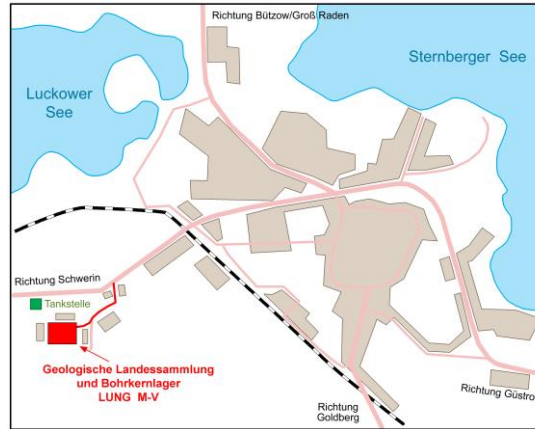 Richtung Bützow/Groß Raden
Sternberger See
Luckower
See
Richtung Schwerin
Tankstelle
Geologische Landessammlung
und Bohrkernlager
LUNG M-V
Richtung
Goldberg
Richtung Güstro